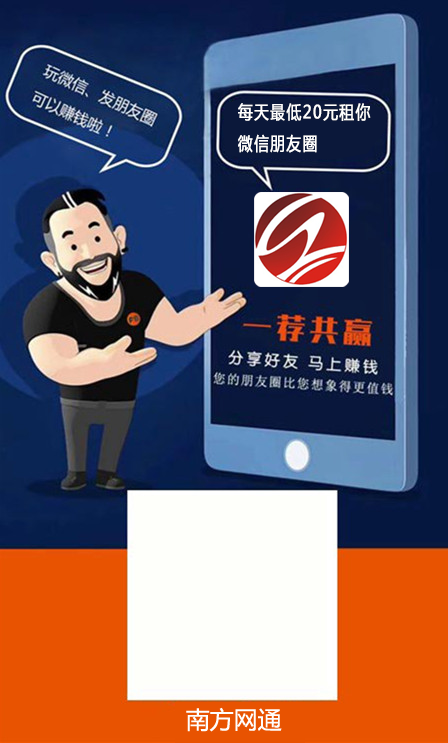 玩微信、发朋友圈
可以赚钱啦！
每天最低20元租你
微信朋友圈
一荐共赢
分享好友 马上赚钱
您的朋友圈比您想象得更值钱
南方网通